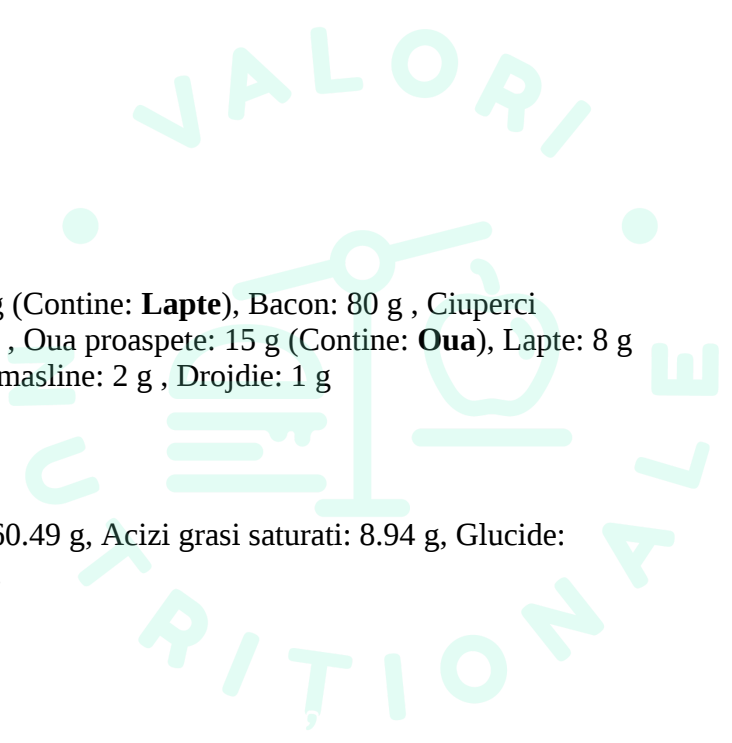 VALORI
g (Contine: Lapte), Bacon: 80 g , Ciuperci
, Oua proaspete: 15 g (Contine: Oua), Lapte: 8 g
masline: 2 g , Drojdie: 1 g
60.49 g, Acizi grasi saturati: 8.94 g, Glucide:
NUTRITIONALE